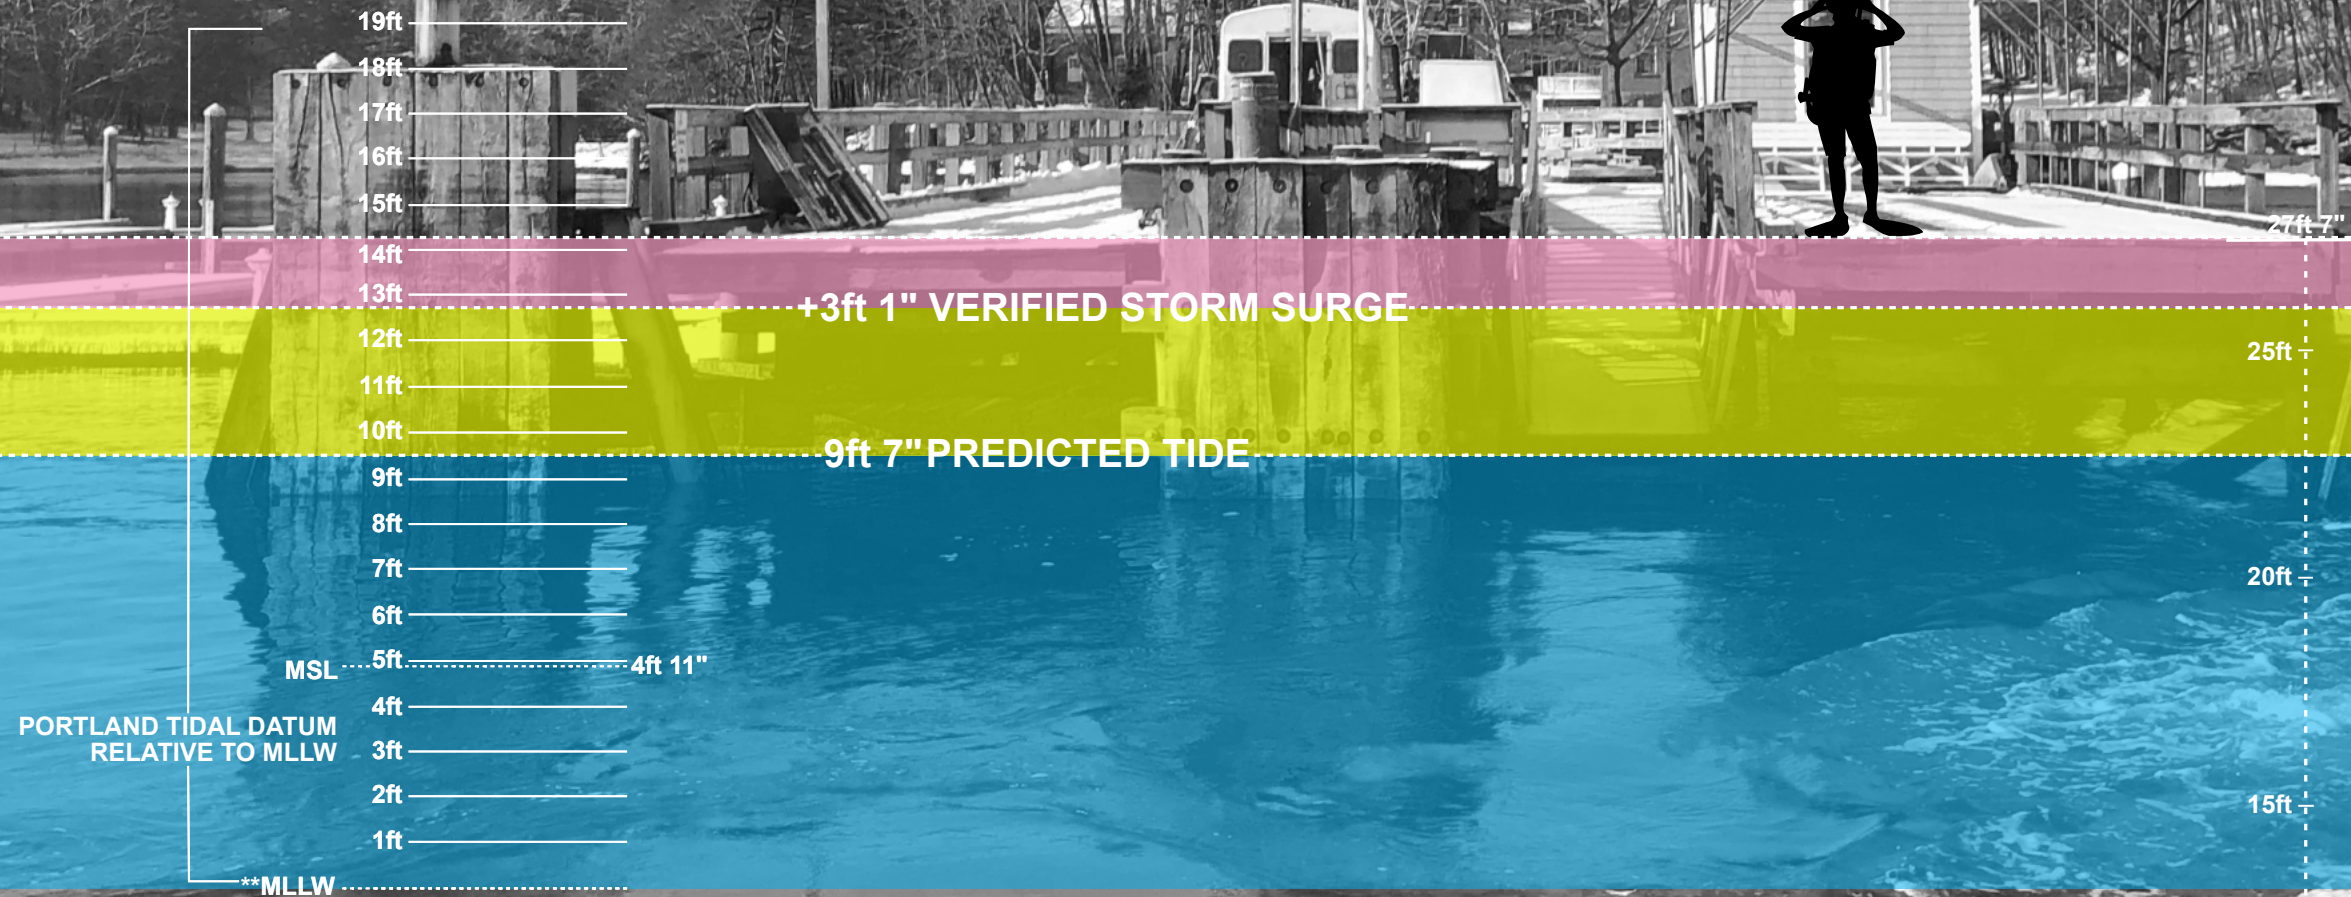 19ft
18ft
17ft
16ft
15ft
27ft 7"
14ft
13ft
+3ft 1" VERIFIED STORM SURGE
12ft
25ft
11ft
10ft
9ft 7" PREDICTED TIDE
9ft
8ft
7ft
20ft
6ft
5ft
MSL
4ft 11"
4ft
PORTLAND TIDAL DATUM
RELATIVE TO MLLW
3ft
2ft
15ft
1ft
**MLLW